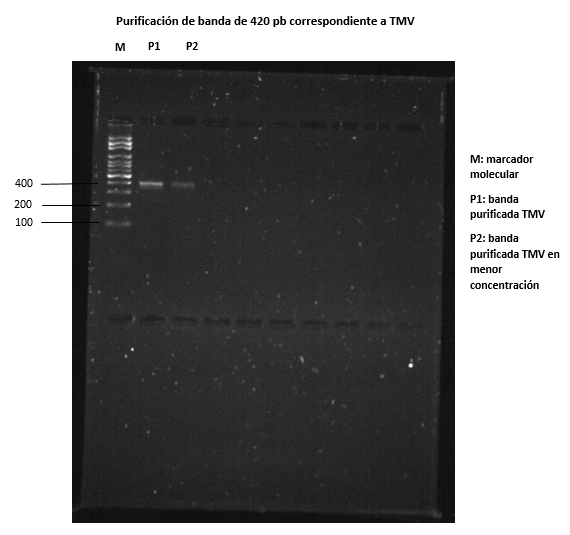 Purificación de banda de 420 pb correspondiente a TMV
M P1 P2
400
200
100
M: marcador
molecular
P1: banda
purificada TMV
P2: banda
purificada TMV en
menor
concentración